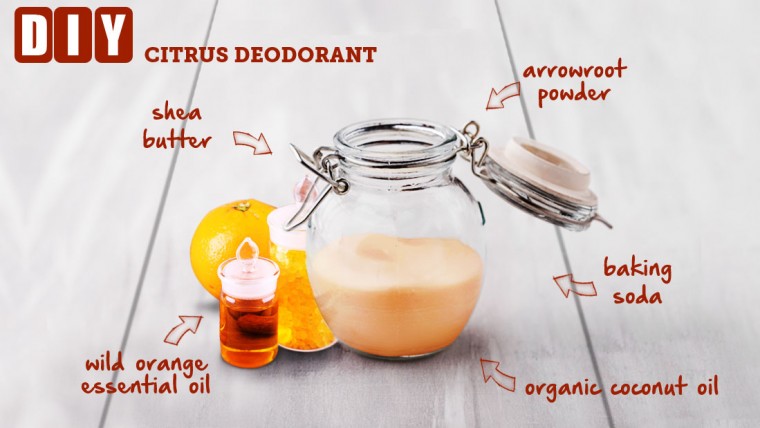 DIY CITRUS DEODORANT
shea
butter
arrowroot
powder
baking
soda
wild orange
essential oil
organic coconut oil